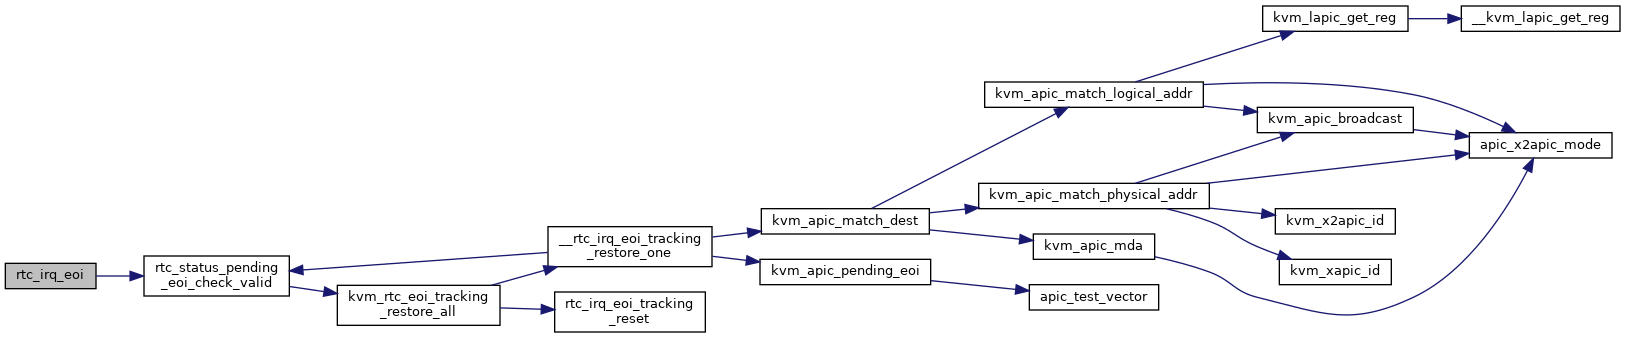 rtc_irq_eoi
rtc_status_pending
_eoi_check_valid
kvm_rtc_eoi_tracking
_restore_all
__rtc_irq_eoi_tracking
_restore_one
rtc_irq_eoi_tracking
_reset
kvm_apic_match_dest
kvm_apic_pending_eoi
kvm_apic_match_logical_addr
kvm_apic_match_physical_addr
kvm_apic_mda
apic_test_vector
kvm_lapic_get_reg
kvm_apic_broadcast
kvm_x2apic_id
kvm_xapic_id
__kvm_lapic_get_reg
apic_x2apic_mode